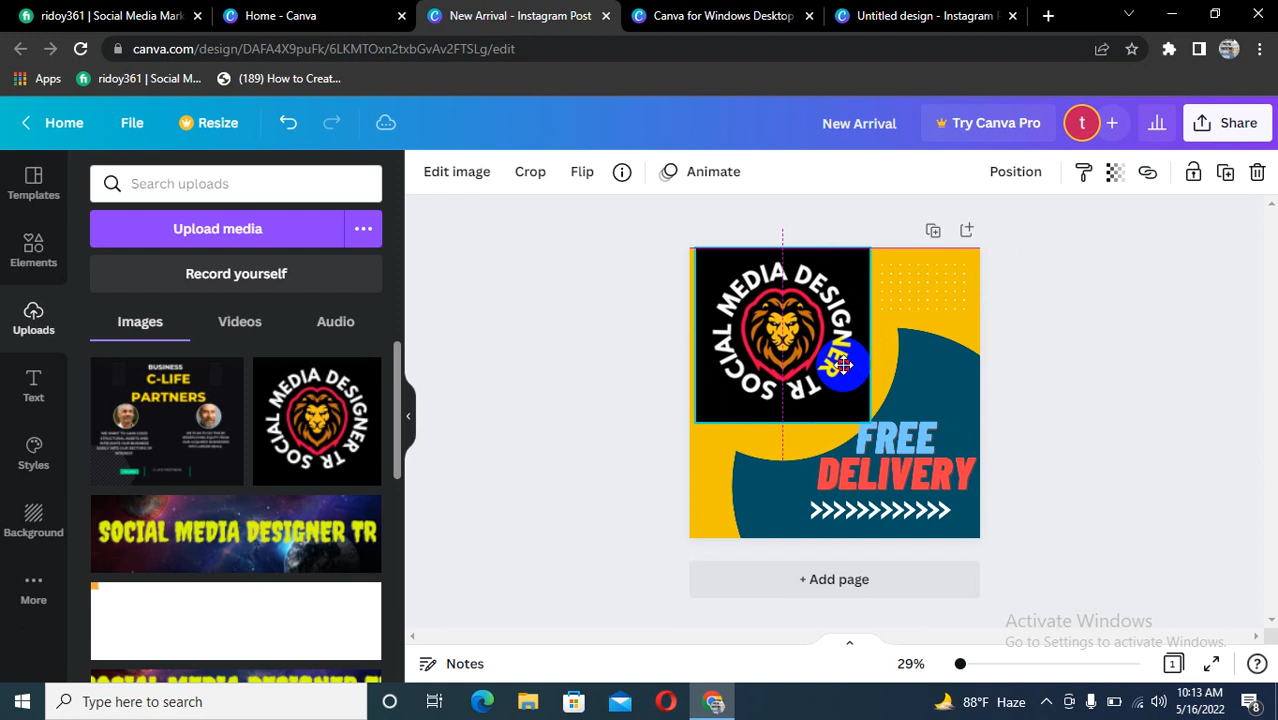 ridoy361 | Social Media Mark
Home - Canva
New Arrival - Instagram Post
Canva for Windows Desktop
Untitled design - Instagram P
canva.com/design/DAFA4X9puFk/6LKMTOxn2txbGvAv2FTSLg/edit
Apps
ridoy361 | Social M...
(189) How to Creat...
Home
File
Resize
New Arrival
Try Canva Pro
t
Share
Templates
Elements
Uploads
Text
Styles
Background
More
Search uploads
Upload media
Record yourself
Images
Videos
Audio
BUSINESS
C-LIFE
PARTNERS
SOCIAL MEDIA DESIGNER TR
SOCIAL MEDIA DESIGNER TR
Edit image
Crop
Flip
Animate
Position
SOCIAL MEDIA DESIGNER TR
FREE
DELIVERY
+ Add page
Activate Windows
Go to Settings to activate Windows.
Notes
29%
1
Type here to search
88°F Haze
10:13 AM
5/16/2022
8